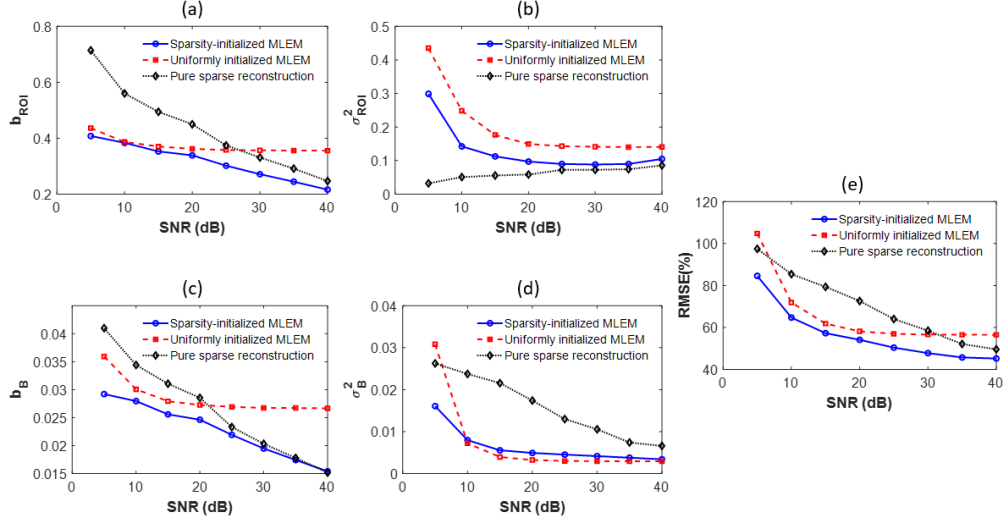 (a)
0.8
0.6
0.4
0.2
b_ROI
0 10 20 30 40
SNR (dB)
Sparsity-initialized MLEM
Uniformly initialized MLEM
Pure sparse reconstruction
(b)
0.5
0.4
0.3
0.2
0.1
0
σ²_ROI
0 10 20 30 40
SNR (dB)
Sparsity-initialized MLEM
Uniformly initialized MLEM
Pure sparse reconstruction
(c)
0.04
0.035
0.03
0.025
0.02
0.015
b_B
0 10 20 30 40
SNR (dB)
Sparsity-initialized MLEM
Uniformly initialized MLEM
Pure sparse reconstruction
(d)
0.04
0.03
0.02
0.01
0
σ²_B
0 10 20 30 40
SNR (dB)
Sparsity-initialized MLEM
Uniformly initialized MLEM
Pure sparse reconstruction
(e)
120
100
80
60
40
RMSE(%)
0 10 20 30 40
SNR (dB)
Sparsity-initialized MLEM
Uniformly initialized MLEM
Pure sparse reconstruction